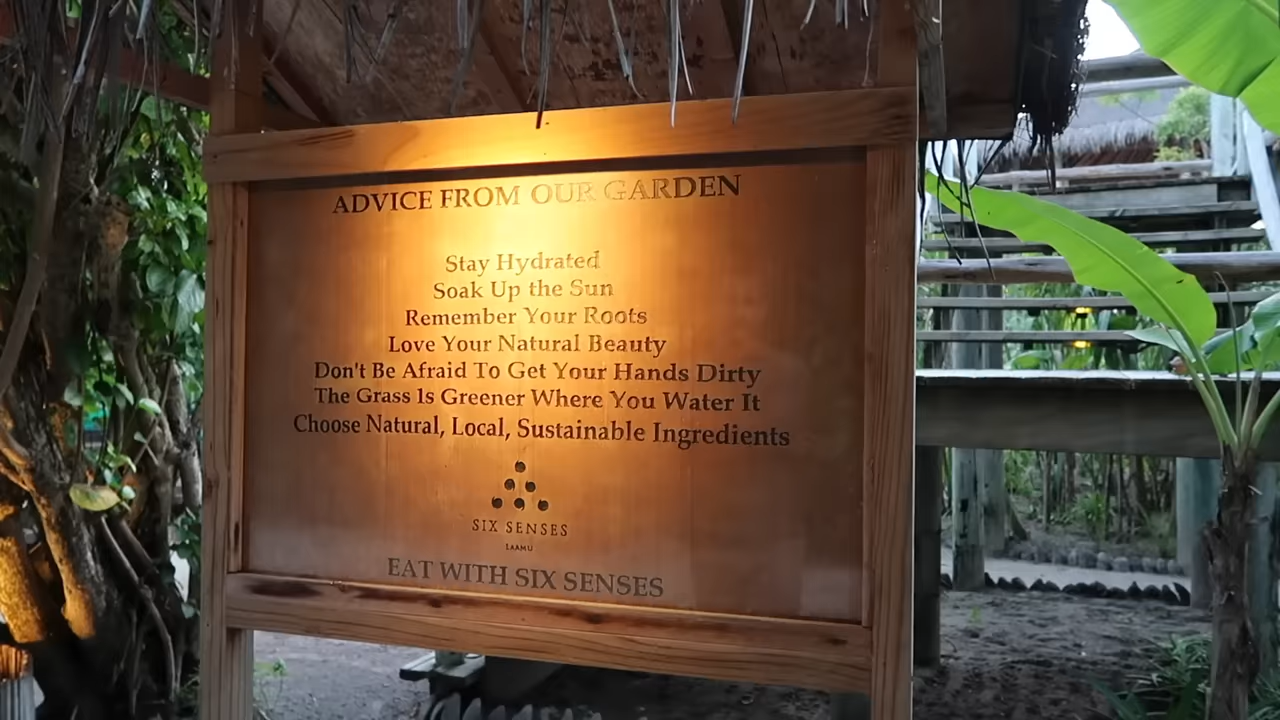 ADVICE FROM OUR GARDEN
Stay Hydrated
Soak Up the Sun
Remember Your Roots
Love Your Natural Beauty
Don't Be Afraid To Get Your Hands Dirty
The Grass Is Greener Where You Water It
Choose Natural, Local, Sustainable Ingredients
SIX SENSES
LAAMU
EAT WITH SIX SENSES